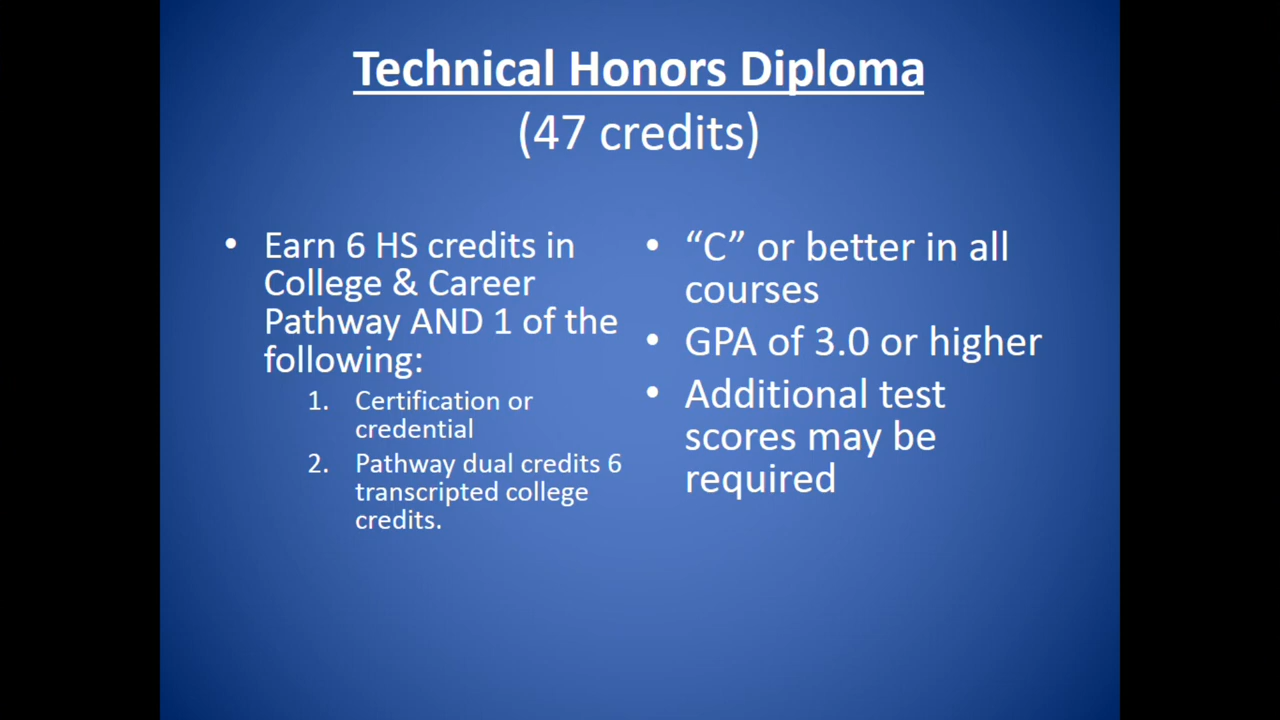 Technical Honors Diploma
(47 credits)
• Earn 6 HS credits in
College & Career
Pathway AND 1 of the
following:
1. Certification or
credential
2. Pathway dual credits 6
transcripted college
credits.
• “C” or better in all
courses
• GPA of 3.0 or higher
• Additional test
scores may be
required